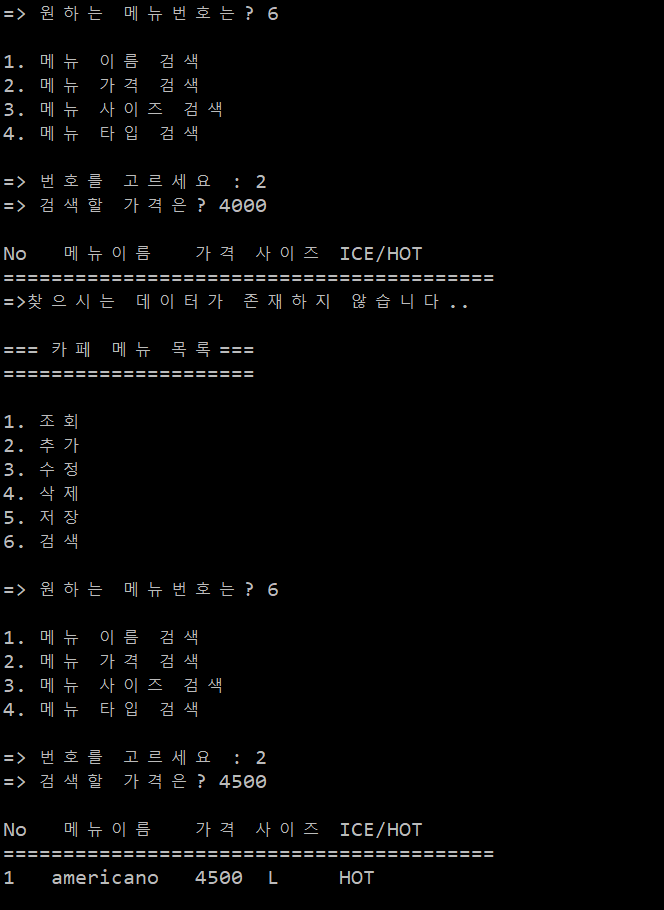 => 원하는 메뉴번호는? 6
1. 메뉴 이름 검색
2. 메뉴 가격 검색
3. 메뉴 사이즈 검색
4. 메뉴 타입 검색
=> 번호를 고르세요 : 2
=> 검색할 가격은? 4000
No 메뉴이름 가격 사이즈 ICE/HOT
=========================================
=>찾으시는 데이터가 존재하지 않습니다..
=== 카페 메뉴 목록 ===
=====================
1. 조회
2. 추가
3. 수정
4. 삭제
5. 저장
6. 검색
=> 원하는 메뉴번호는? 6
1. 메뉴 이름 검색
2. 메뉴 가격 검색
3. 메뉴 사이즈 검색
4. 메뉴 타입 검색
=> 번호를 고르세요 : 2
=> 검색할 가격은? 4500
No 메뉴이름 가격 사이즈 ICE/HOT
=========================================
1 americano 4500 L HOT